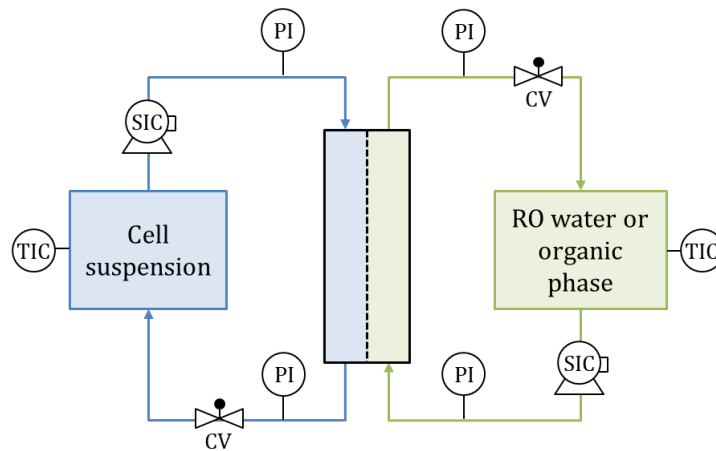 PI
PI
SIC
CV
Cell
suspension
TIC
RO water or
organic
phase
TIC
SIC
PI
PI
CV